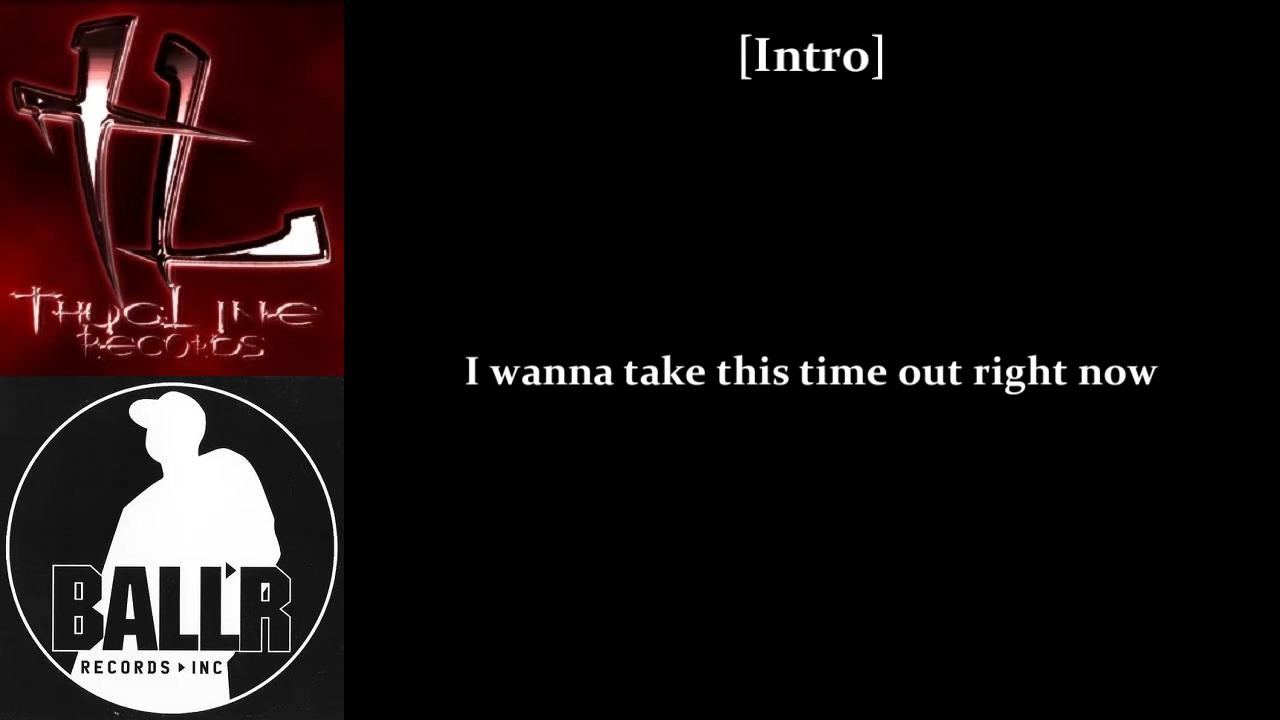 THUGLINE
RECORDS
BALL'R
RECORDS INC
[Intro]
I wanna take this time out right now